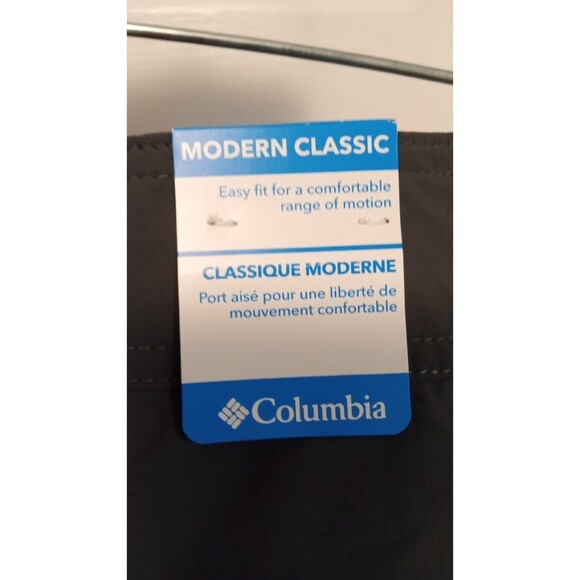 MODERN CLASSIC
Easy fit for a comfortable
range of motion
CLASSIQUE MODERNE
Port aisé pour une liberté de
mouvement confortable
Columbia